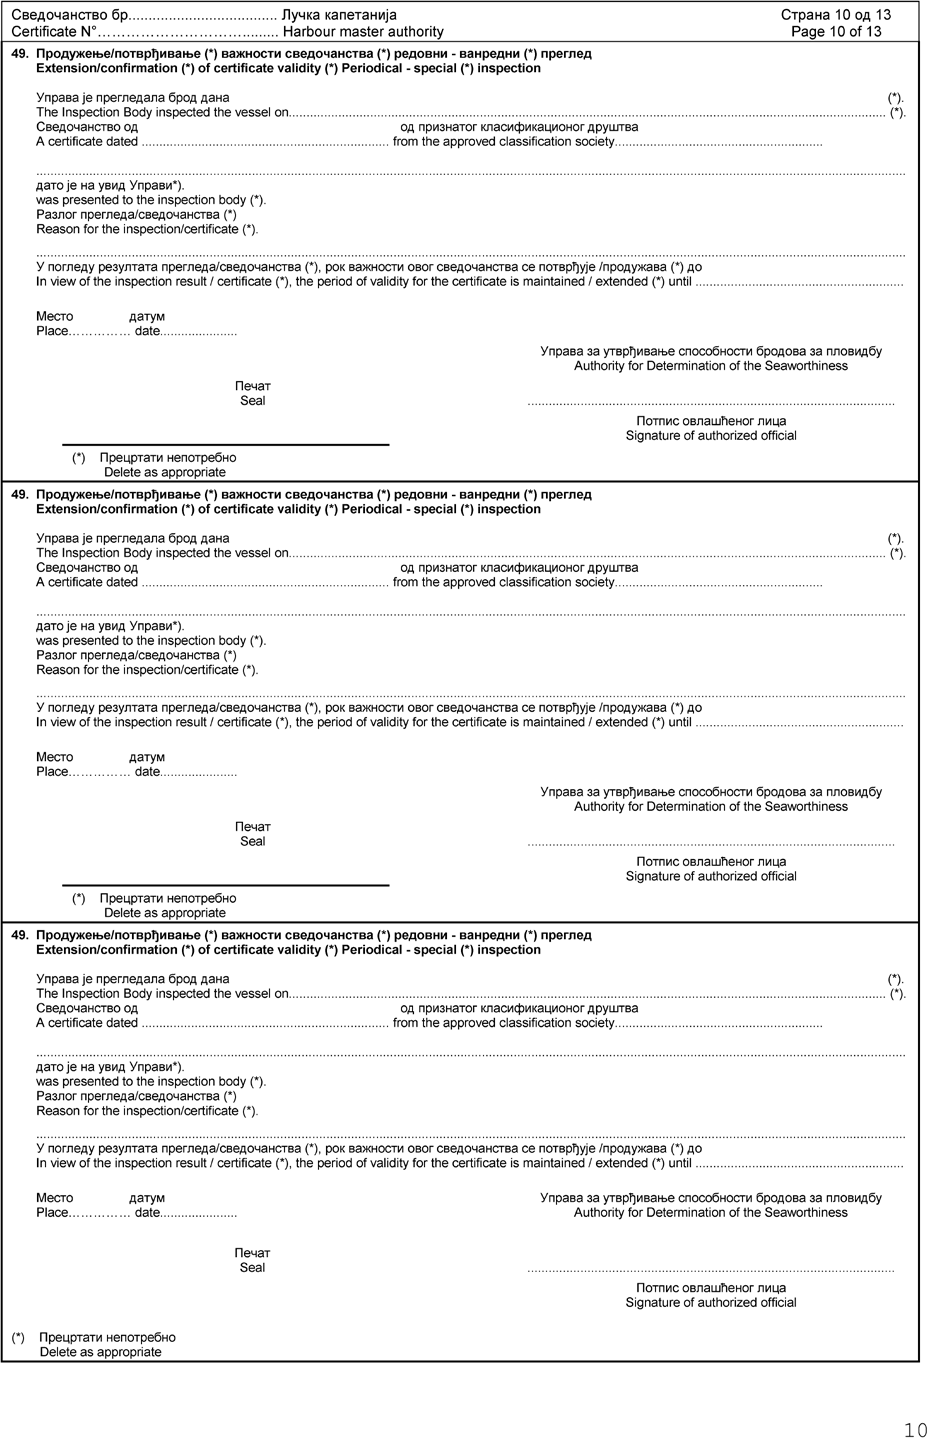 Сведочанство бр..................................... Лучка капетанија Страна 10 од 13
Certificate N°………………………….......... Harbour master authority Page 10 of 13
49. Продужење/потврђивање (*) важности сведочанства (*) редовни - ванредни (*) преглед
Extension/confirmation (*) of certificate validity (*) Periodical - special (*) inspection
Управа је прегледала брод дана (*).
The Inspection Body inspected the vessel on.......................................................................... (*).
Сведочанство од од признатог класификационог друштва
A certificate dated ...................................................................... from the approved classification society...........................................................
..........................................................................................................................................
дато је на увид Управи*).
was presented to the inspection body (*).
Разлог прегледа/сведочанства (*)
Reason for the inspection/certificate (*).
..........................................................................................................................................
У погледу резултата прегледа/сведочанства (*), рок важности овог сведочанства се потврђује /продужава (*) до
In view of the inspection result / certificate (*), the period of validity for the certificate is maintained / extended (*) until ...........................................................
Место датум
Place…………… date......................
Управа за утврђивање способности бродова за пловидбу
Authority for Determination of the Seaworthiness
Печат
Seal ........................................................................................................
Потпис овлашћеног лица
Signature of authorized official
(*) Прецртати непотребно
Delete as appropriate
49. Продужење/потврђивање (*) важности сведочанства (*) редовни - ванредни (*) преглед
Extension/confirmation (*) of certificate validity (*) Periodical - special (*) inspection
Управа је прегледала брод дана (*).
The Inspection Body inspected the vessel on.......................................................................... (*).
Сведочанство од од признатог класификационог друштва
A certificate dated ...................................................................... from the approved classification society...........................................................
..........................................................................................................................................
дато је на увид Управи*).
was presented to the inspection body (*).
Разлог прегледа/сведочанства (*)
Reason for the inspection/certificate (*).
..........................................................................................................................................
У погледу резултата прегледа/сведочанства (*), рок важности овог сведочанства се потврђује /продужава (*) до
In view of the inspection result / certificate (*), the period of validity for the certificate is maintained / extended (*) until ...........................................................
Место датум
Place…………… date......................
Управа за утврђивање способности бродова за пловидбу
Authority for Determination of the Seaworthiness
Печат
Seal ........................................................................................................
Потпис овлашћеног лица
Signature of authorized official
(*) Прецртати непотребно
Delete as appropriate
49. Продужење/потврђивање (*) важности сведочанства (*) редовни - ванредни (*) преглед
Extension/confirmation (*) of certificate validity (*) Periodical - special (*) inspection
Управа је прегледала брод дана (*).
The Inspection Body inspected the vessel on.......................................................................... (*).
Сведочанство од од признатог класификационог друштва
A certificate dated ...................................................................... from the approved classification society...........................................................
..........................................................................................................................................
дато је на увид Управи*).
was presented to the inspection body (*).
Разлог прегледа/сведочанства (*)
Reason for the inspection/certificate (*).
..........................................................................................................................................
У погледу резултата прегледа/сведочанства (*), рок важности овог сведочанства се потврђује /продужава (*) до
In view of the inspection result / certificate (*), the period of validity for the certificate is maintained / extended (*) until ...........................................................
Место датум Управа за утврђивање способности бродова за пловидбу
Place…………… date...................... Authority for Determination of the Seaworthiness
Печат
Seal ........................................................................................................
Потпис овлашћеног лица
Signature of authorized official
(*) Прецртати непотребно
Delete as appropriate
10